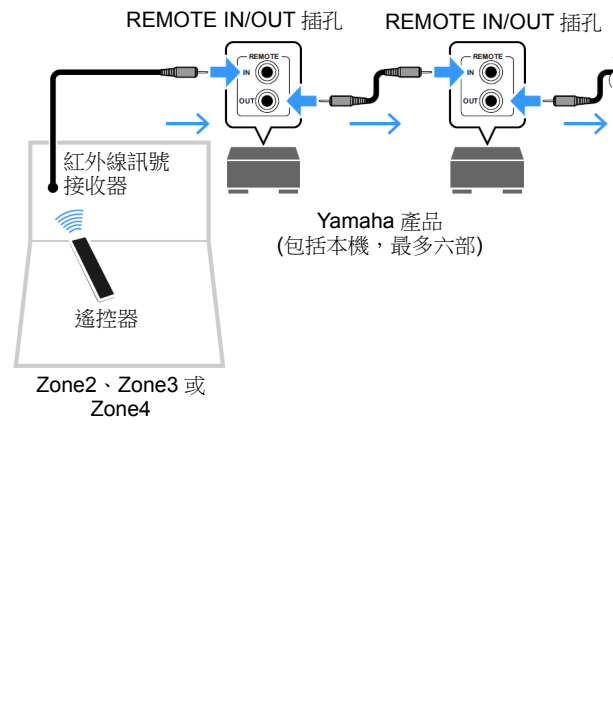 REMOTE IN/OUT 插孔
REMOTE IN/OUT 插孔
REMOTE
IN
OUT
REMOTE
IN
OUT
紅外線訊號
接收器
Yamaha 產品
(包括本機，最多六部)
遙控器
Zone2、Zone3 或
Zone4